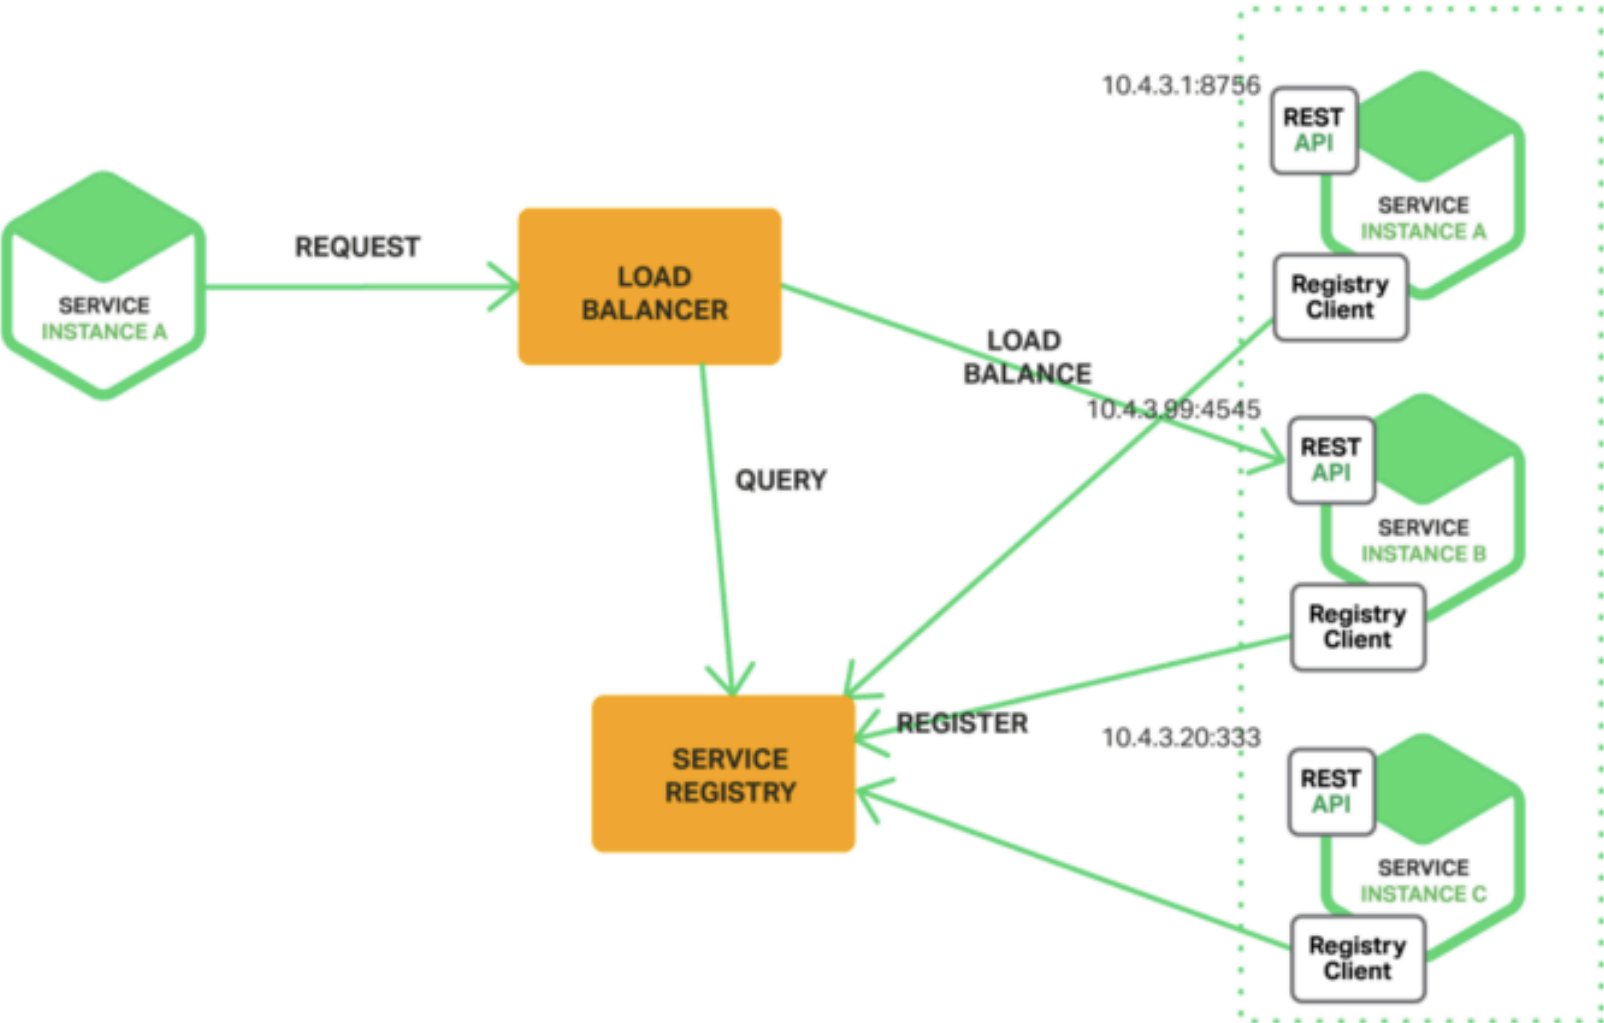 10.4.3.1:8756
REST
API
SERVICE
INSTANCE A
Registry
Client
SERVICE
INSTANCE A
REQUEST
LOAD
BALANCER
LOAD
BALANCE
10.4.3.99:4545
REST
API
SERVICE
INSTANCE B
Registry
Client
QUERY
SERVICE
REGISTRY
REGISTER
10.4.3.20:333
REST
API
SERVICE
INSTANCE C
Registry
Client